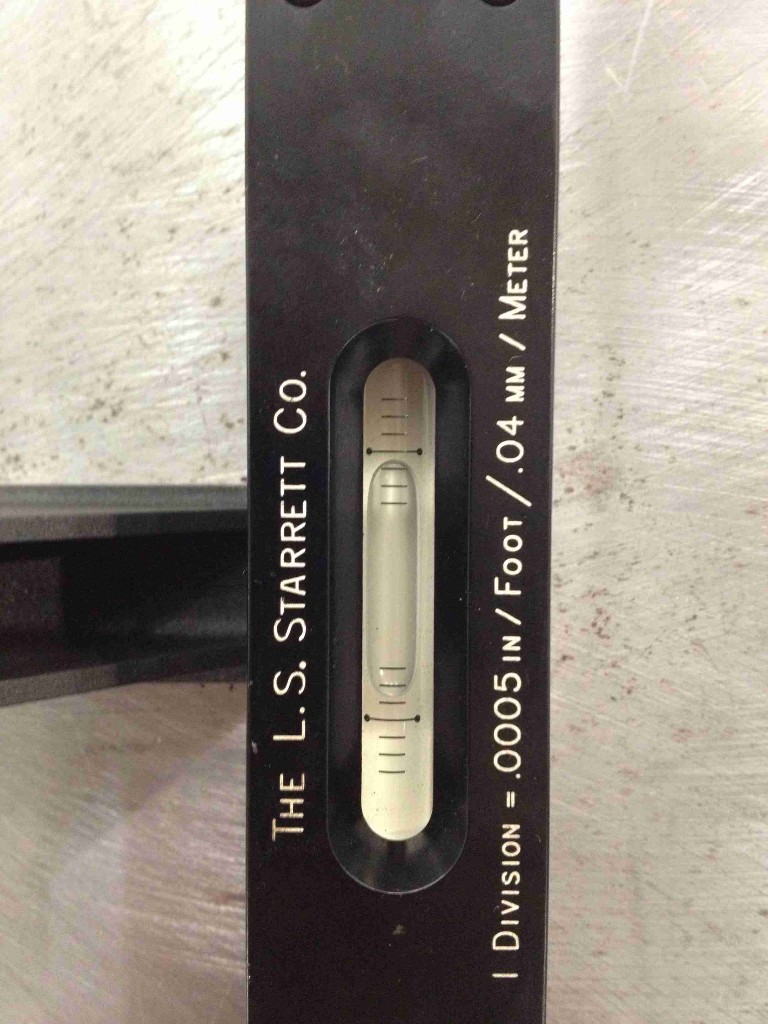 THE L.S. STARRETT CO.
1 DIVISION = .0005 IN / FOOT / .04 MM / METER